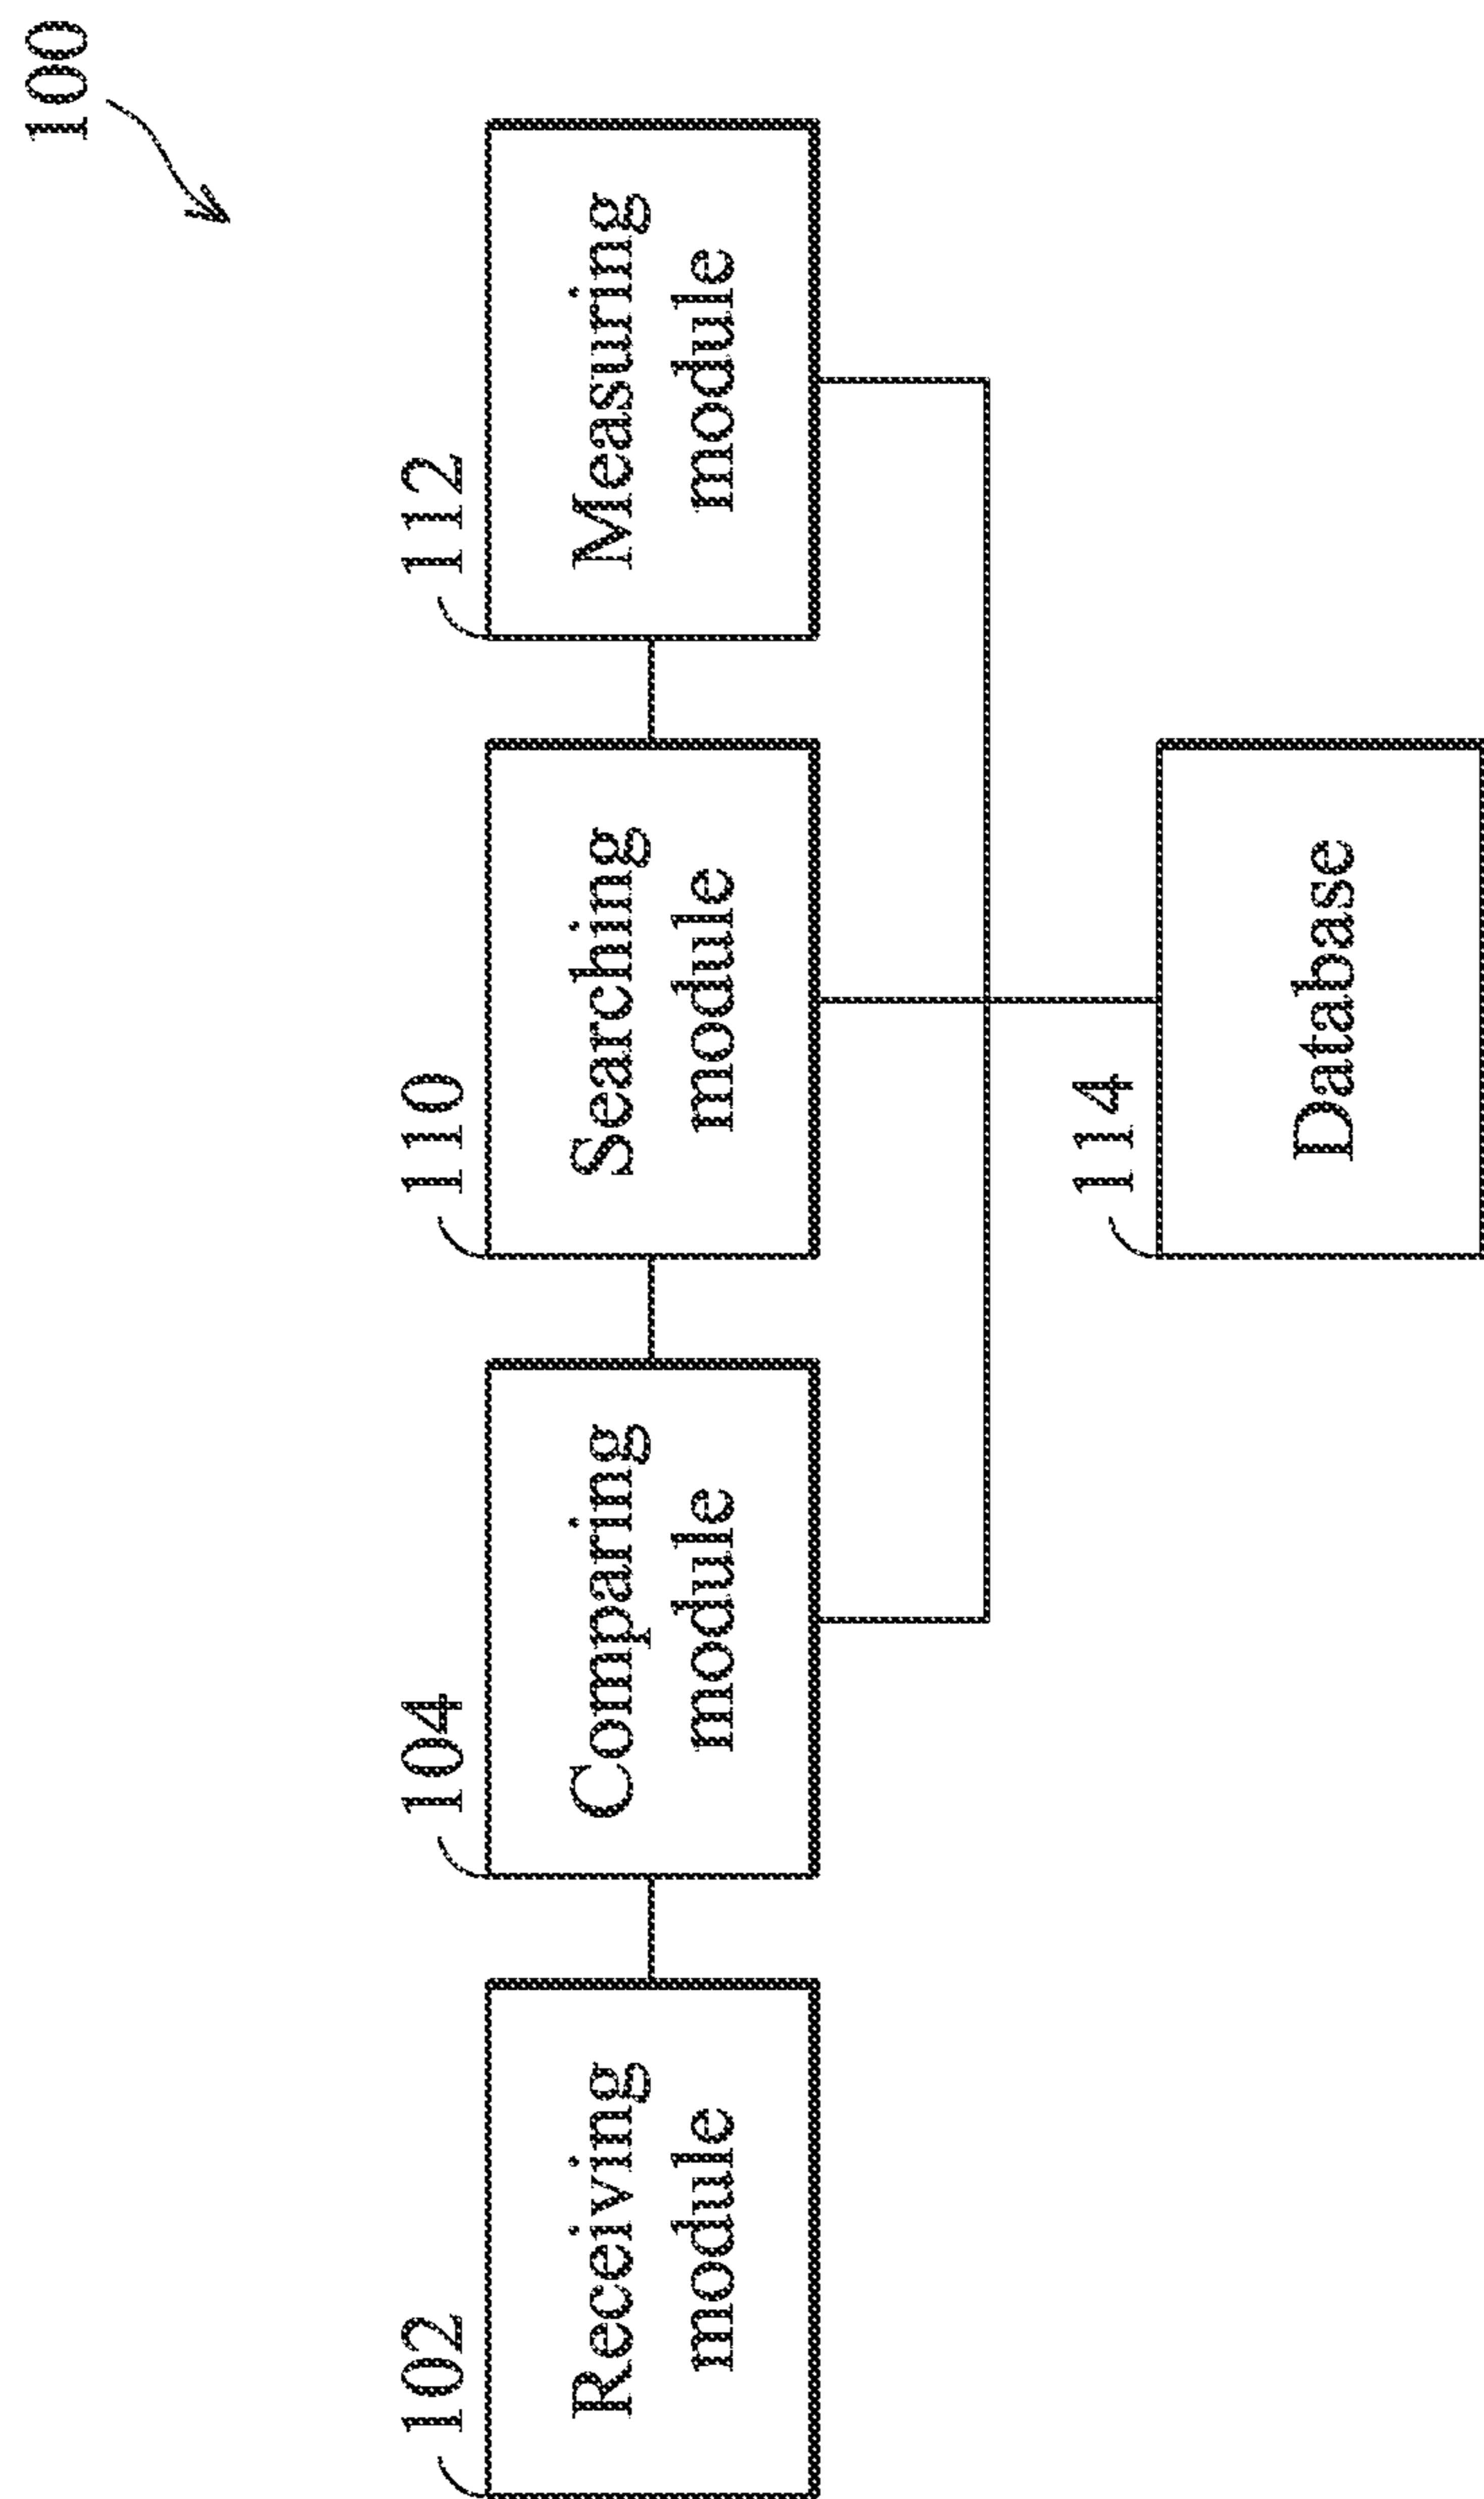 100
102
Receiving
module
104
Comparing
module
110
Searching
module
112
Measuring
module
114
Database